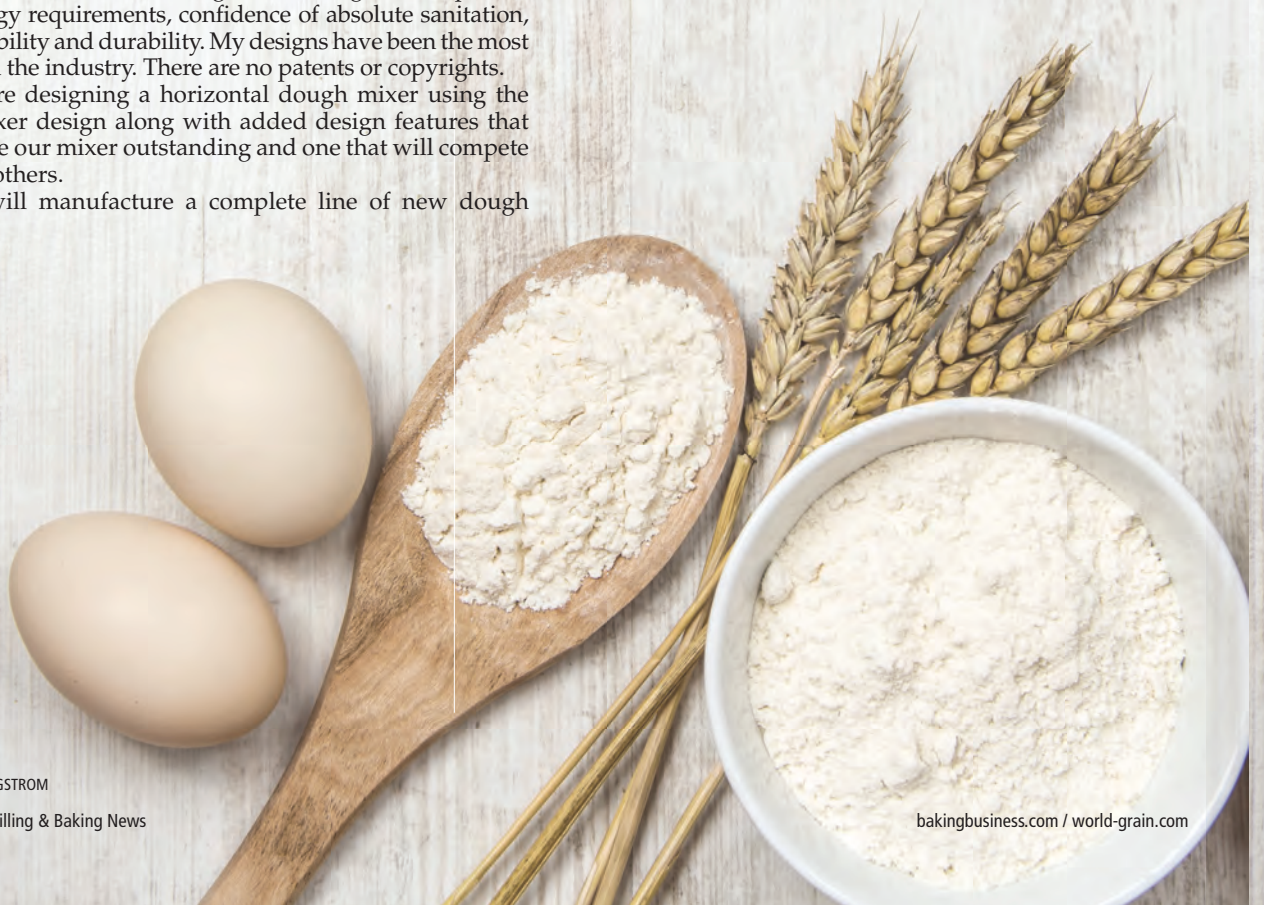 gy requirements, confidence of absolute sanitation,
bility and durability. My designs have been the most
the industry. There are no patents or copyrights.
re designing a horizontal dough mixer using the
xer design along with added design features that
e our mixer outstanding and one that will compete
others.
will manufacture a complete line of new dough
GSTROM
illing & Baking News
bakingbusiness.com / world-grain.com